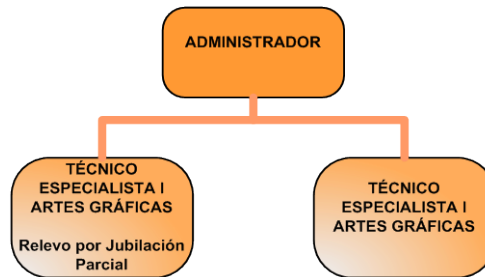 ADMINISTRADOR
TÉCNICO
ESPECIALISTA I
ARTES GRÁFICAS
Relevo por Jubilación
Parcial
TÉCNICO
ESPECIALISTA I
ARTES GRÁFICAS